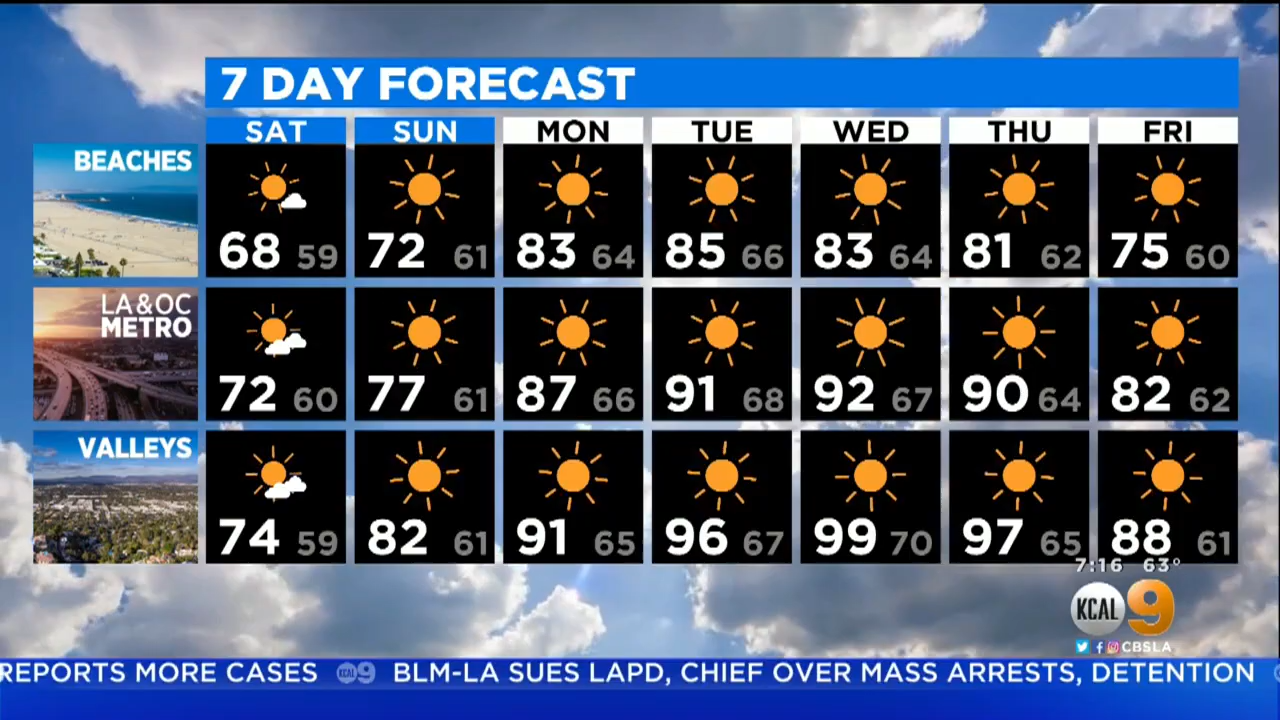 7 DAY FORECAST
SAT SUN MON TUE WED THU FRI
BEACHES
68 59 72 61 83 64 85 66 83 64 81 62 75 60
LA&OC
METRO
72 60 77 61 87 66 91 68 92 67 90 64 82 62
VALLEYS
74 59 82 61 91 65 96 67 99 70 97 65 88 61
7:16 63°
KCAL 9
CBSLA
REPORTS MORE CASES KCAL 9 BLM-LA SUES LAPD, CHIEF OVER MASS ARRESTS, DETENTION